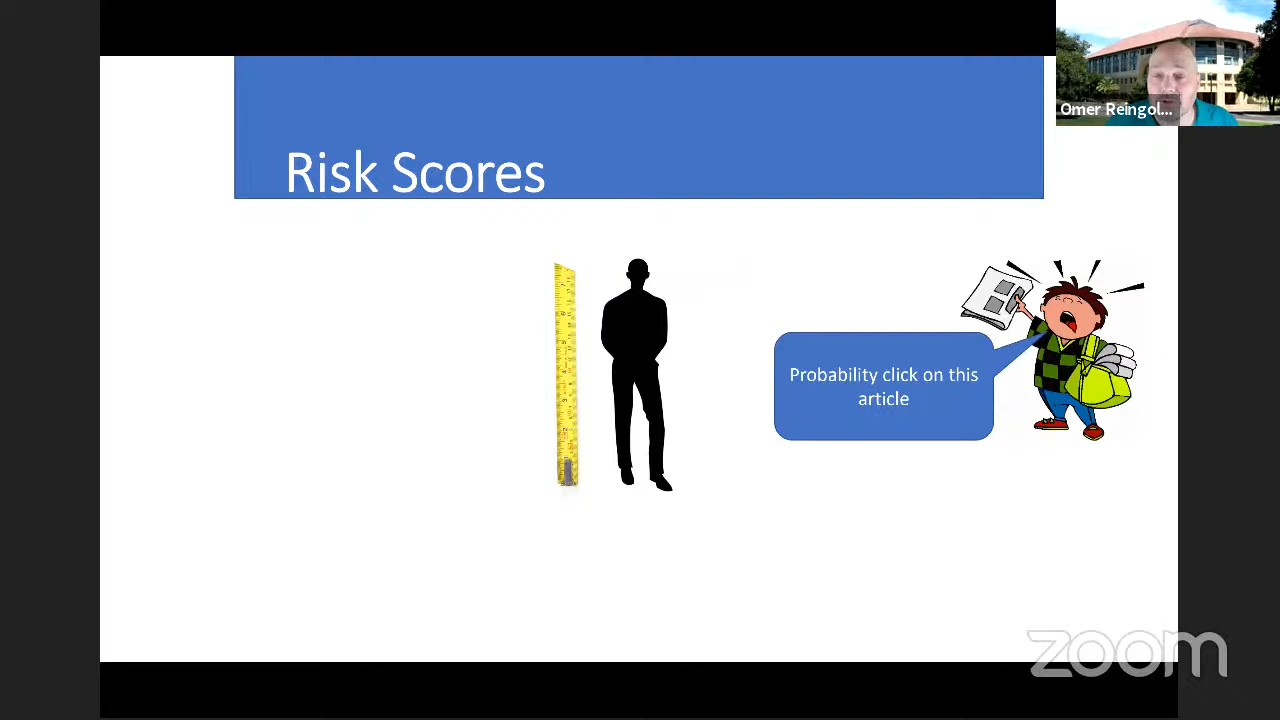 Omer Reingol...
Risk Scores
Probability click on this
article
zoom